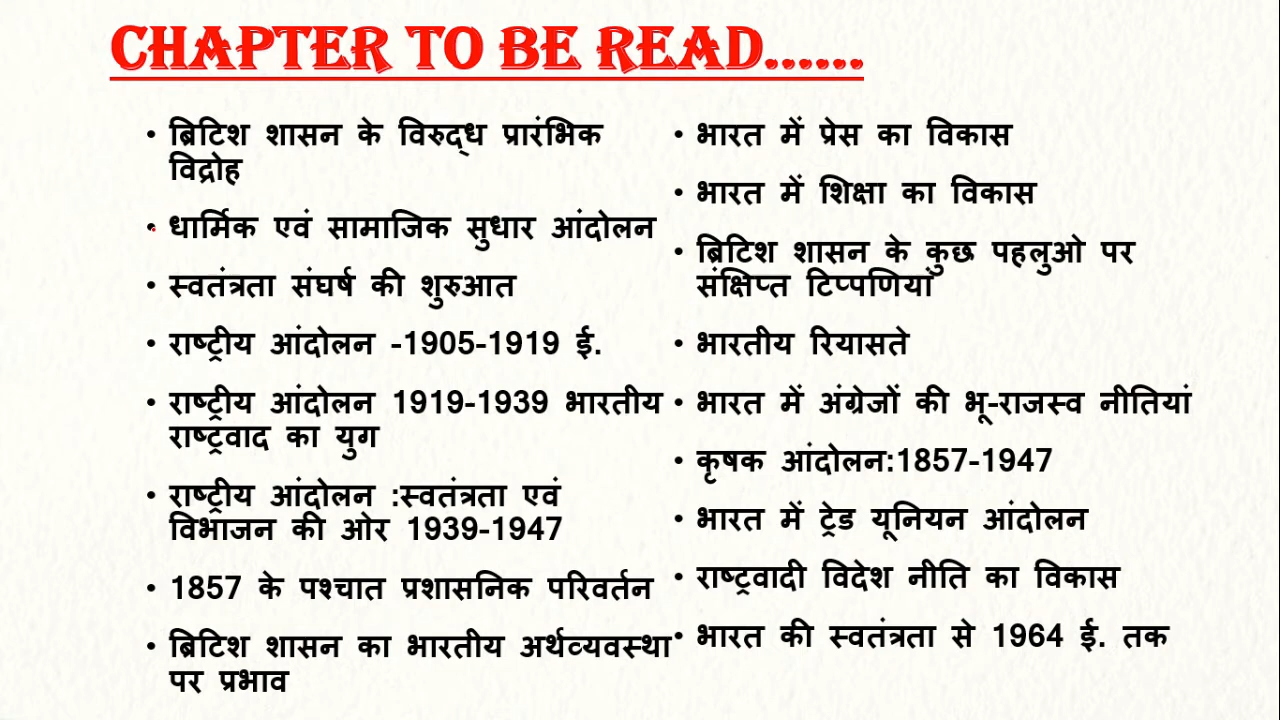 CHAPTER TO BE READ......
• ब्रिटिश शासन के विरुद्ध प्रारंभिक
विद्रोह
• धार्मिक एवं सामाजिक सुधार आंदोलन
• स्वतंत्रता संघर्ष की शुरुआत
• राष्ट्रीय आंदोलन -1905-1919 ई.
• राष्ट्रीय आंदोलन 1919-1939 भारतीय
राष्ट्रवाद का युग
• राष्ट्रीय आंदोलन :स्वतंत्रता एवं
विभाजन की ओर 1939-1947
• 1857 के पश्चात प्रशासनिक परिवर्तन
• ब्रिटिश शासन का भारतीय अर्थव्यवस्था
पर प्रभाव
• भारत में प्रेस का विकास
• भारत में शिक्षा का विकास
• ब्रिटिश शासन के कुछ पहलुओ पर
संक्षिप्त टिप्पणियां
• भारतीय रियासते
• भारत में अंग्रेजों की भू-राजस्व नीतियां
• कृषक आंदोलन:1857-1947
• भारत में ट्रेड यूनियन आंदोलन
• राष्ट्रवादी विदेश नीति का विकास
• भारत की स्वतंत्रता से 1964 ई. तक